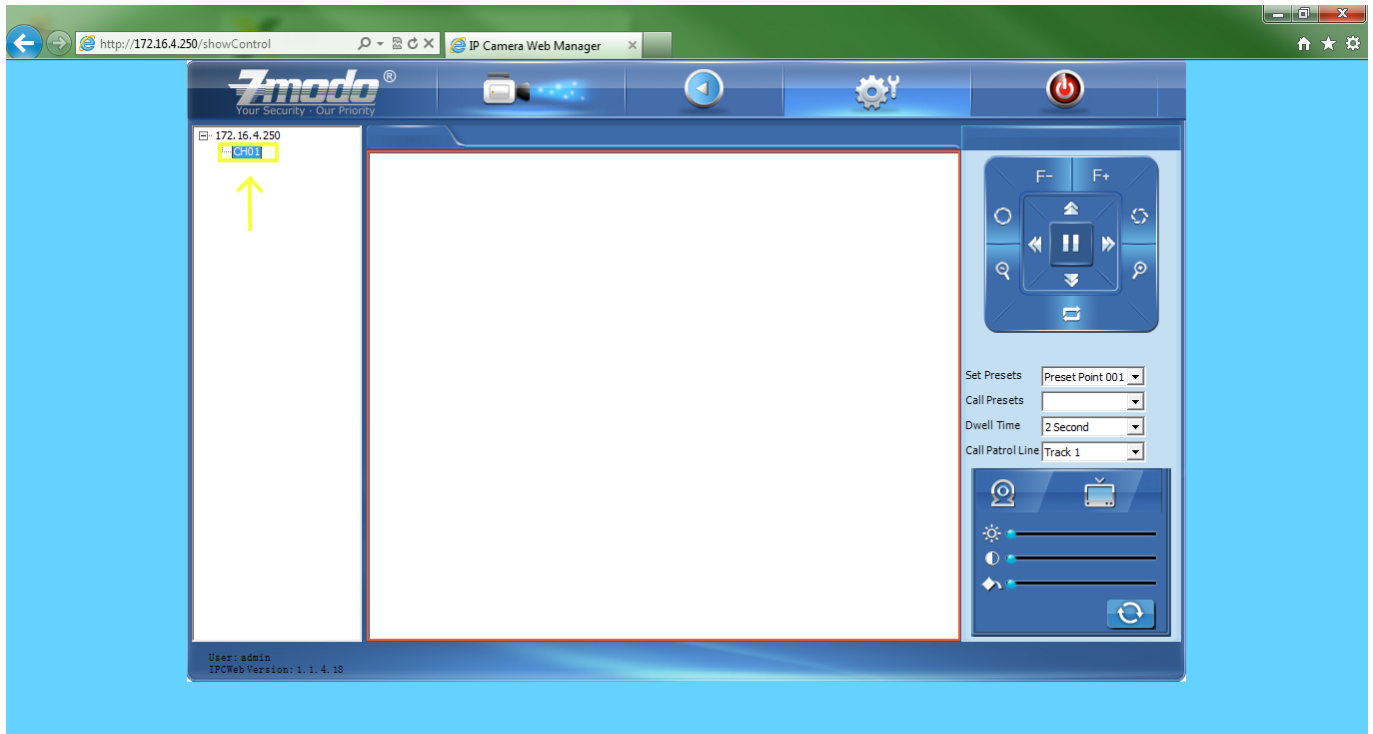 http://172.16.4.250/showControl
IP Camera Web Manager
Zmodo®
Your Security - Our Priority
172.16.4.250
CH01
F-
F+
Set Presets
Preset Point 001
Call Presets
Dwell Time
2 Second
Call Patrol Line
Track 1
User: admin
IPCWeb Version: 1.1.4.18